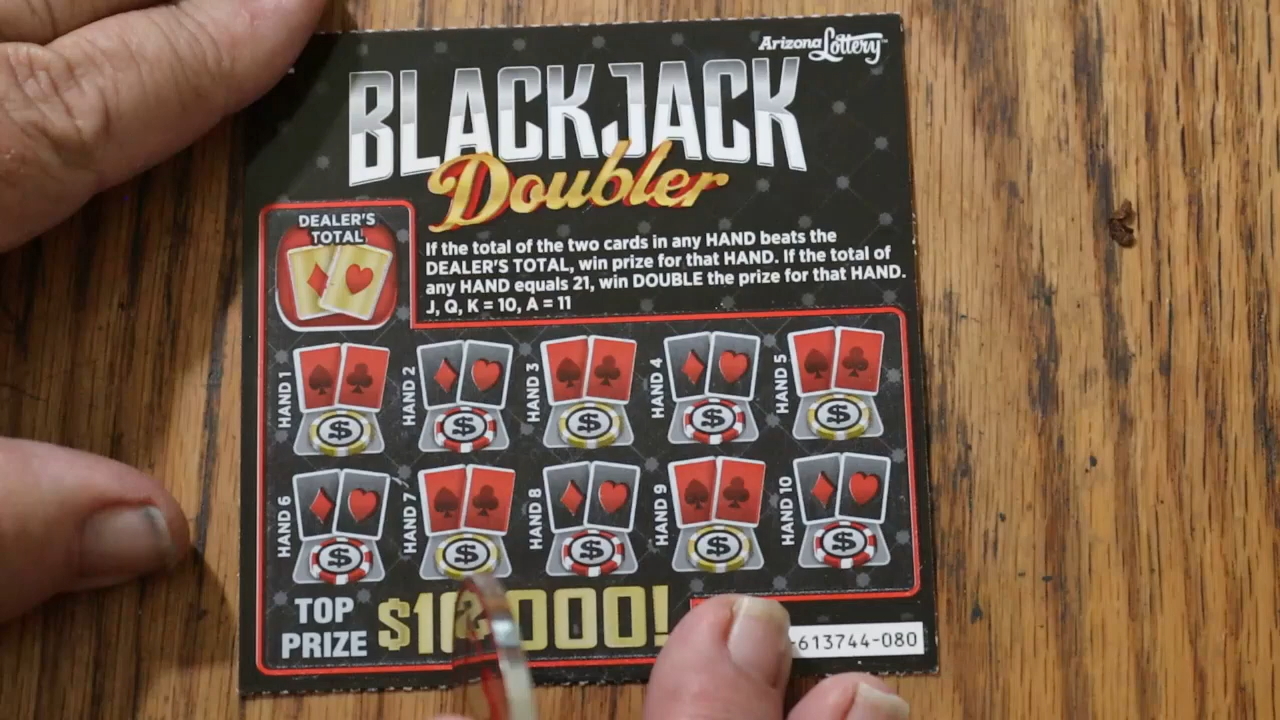 Arizona Lottery™
BLACKJACK
Doubler
DEALER'S
TOTAL
If the total of the two cards in any HAND beats the
DEALER'S TOTAL, win prize for that HAND. If the total of
any HAND equals 21, win DOUBLE the prize for that HAND.
J, Q, K = 10, A = 11
HAND 1
$
HAND 2
$
HAND 3
$
HAND 4
$
HAND 5
$
HAND 6
$
HAND 7
$
HAND 8
$
HAND 9
$
HAND 10
$
TOP
PRIZE
-613744-080